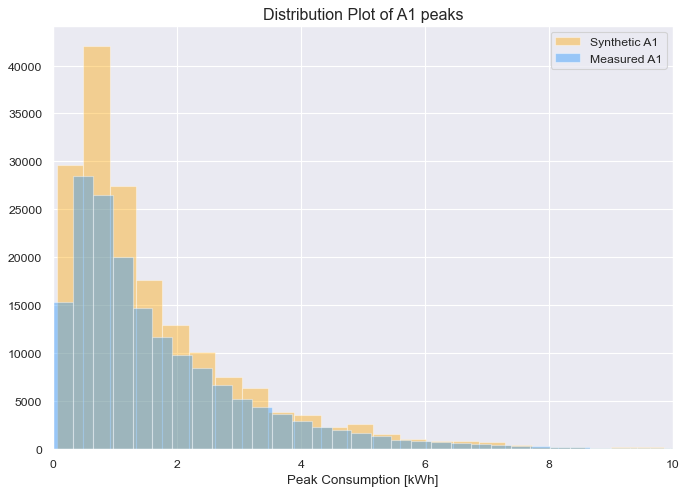 Distribution Plot of A1 peaks
Synthetic A1
Measured A1
40000
35000
30000
25000
20000
15000
10000
5000
0
0 2 4 6 8 10
Peak Consumption [kWh]